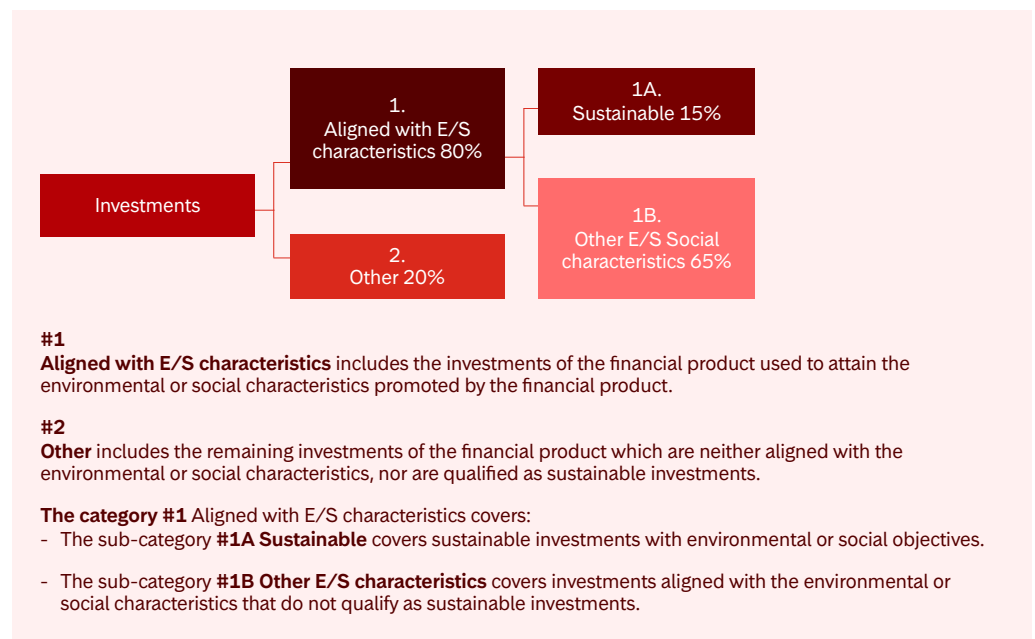 Investments
1.
Aligned with E/S
characteristics 80%
2.
Other 20%
1A.
Sustainable 15%
1B.
Other E/S Social
characteristics 65%
#1
Aligned with E/S characteristics includes the investments of the financial product used to attain the
environmental or social characteristics promoted by the financial product.
#2
Other includes the remaining investments of the financial product which are neither aligned with the
environmental or social characteristics, nor are qualified as sustainable investments.
The category #1 Aligned with E/S characteristics covers:
- The sub-category #1A Sustainable covers sustainable investments with environmental or social objectives.
- The sub-category #1B Other E/S characteristics covers investments aligned with the environmental or
social characteristics that do not qualify as sustainable investments.